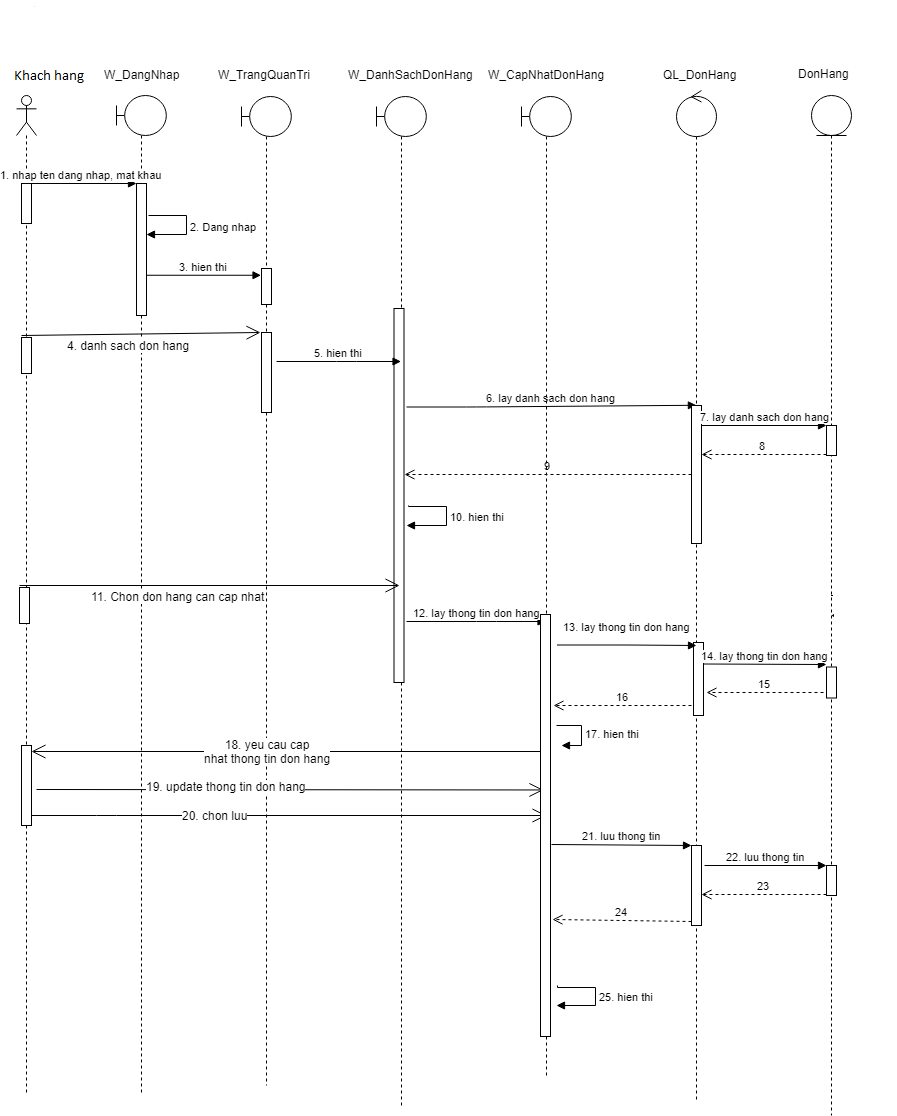 Khach hang
W_DangNhap
W_TrangQuanTri
W_DanhSachDonHang
W_CapNhatDonHang
QL_DonHang
DonHang
1. nhap ten dang nhap, mat khau
2. Dang nhap
3. hien thi
4. danh sach don hang
5. hien thi
6. lay danh sach don hang
7. lay danh sach don hang
8
9
10. hien thi
11. Chon don hang can cap nhat
12. lay thong tin don hang
13. lay thong tin don hang
14. lay thong tin don hang
15
16
17. hien thi
18. yeu cau cap
nhat thong tin don hang
19. update thong tin don hang
20. chon luu
21. luu thong tin
22. luu thong tin
23
24
25. hien thi